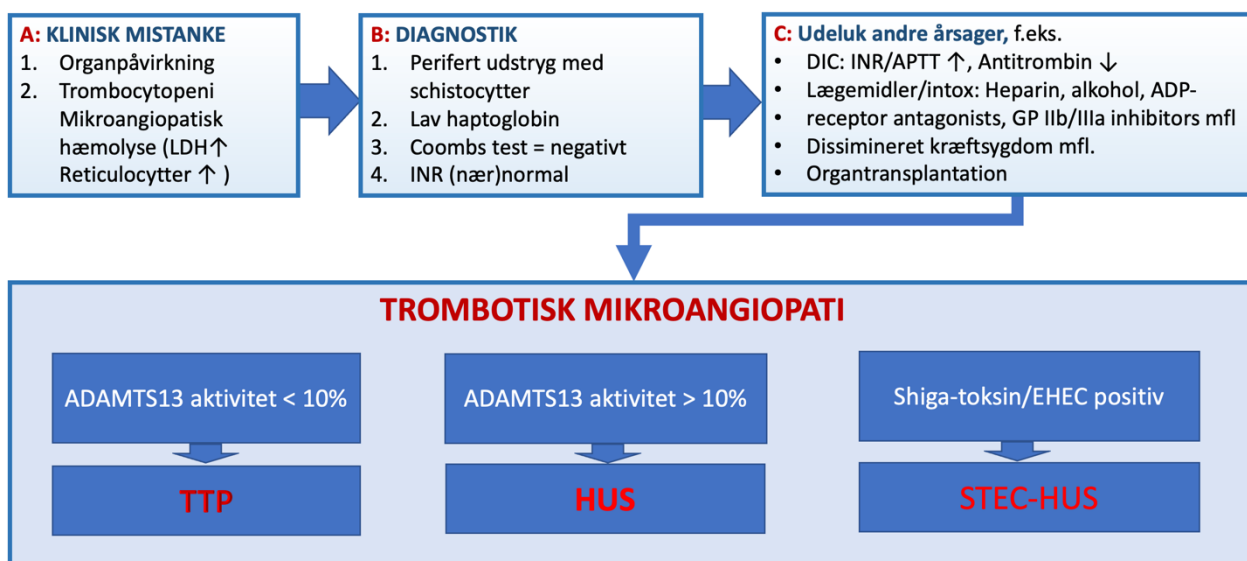 A: KLINISK MISTANKE
1. Organpåvirkning
2. Trombocytopeni
Mikroangiopatisk
hæmolyse (LDH↑
Reticulocytter ↑ )
B: DIAGNOSTIK
1. Perifert udstryg med
schistocytter
2. Lav haptoglobin
3. Coombs test = negativt
4. INR (nær)normal
C: Udeluk andre årsager, f.eks.
• DIC: INR/APTT ↑, Antitrombin ↓
• Lægemidler/intox: Heparin, alkohol, ADP-
• receptor antagonists, GP IIb/IIIa inhibitors mfl
• Dissimineret kræftsygdom mfl.
• Organtransplantation
TROMBOTISK MIKROANGIOPATI
ADAMTS13 aktivitet < 10%
TTP
ADAMTS13 aktivitet > 10%
HUS
Shiga-toksin/EHEC positiv
STEC-HUS